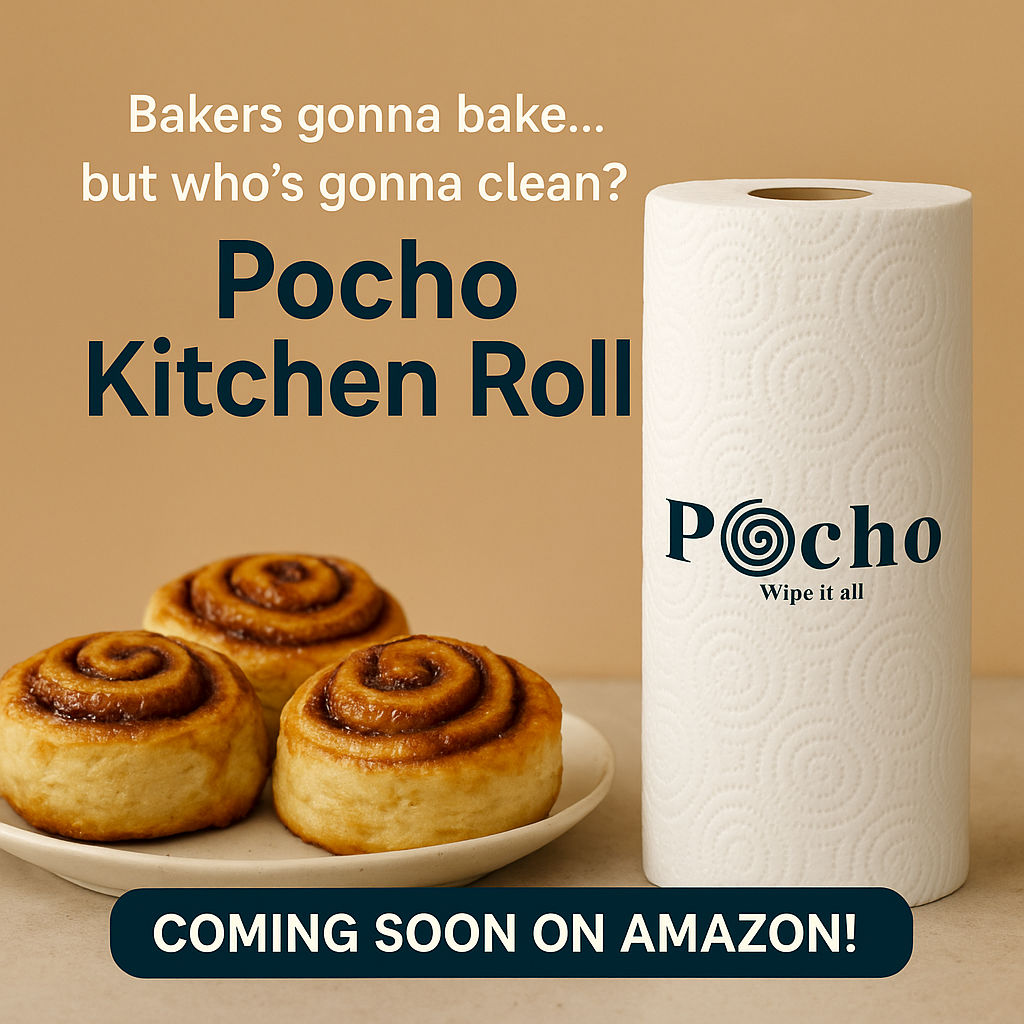 Bakers gonna bake...
but who's gonna clean?
Pocho
Kitchen Roll
Pocho
Wipe it all
COMING SOON ON AMAZON!